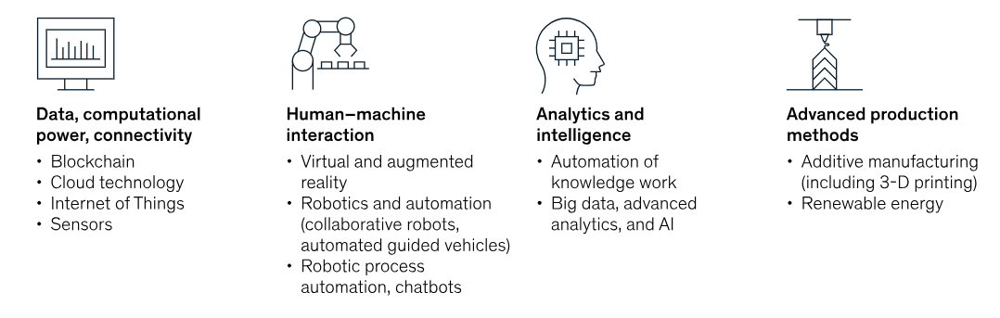 Data, computational
power, connectivity
• Blockchain
• Cloud technology
• Internet of Things
• Sensors
Human–machine
interaction
• Virtual and augmented
reality
• Robotics and automation
(collaborative robots,
automated guided vehicles)
• Robotic process
automation, chatbots
Analytics and
intelligence
• Automation of
knowledge work
• Big data, advanced
analytics, and AI
Advanced production
methods
• Additive manufacturing
(including 3-D printing)
• Renewable energy